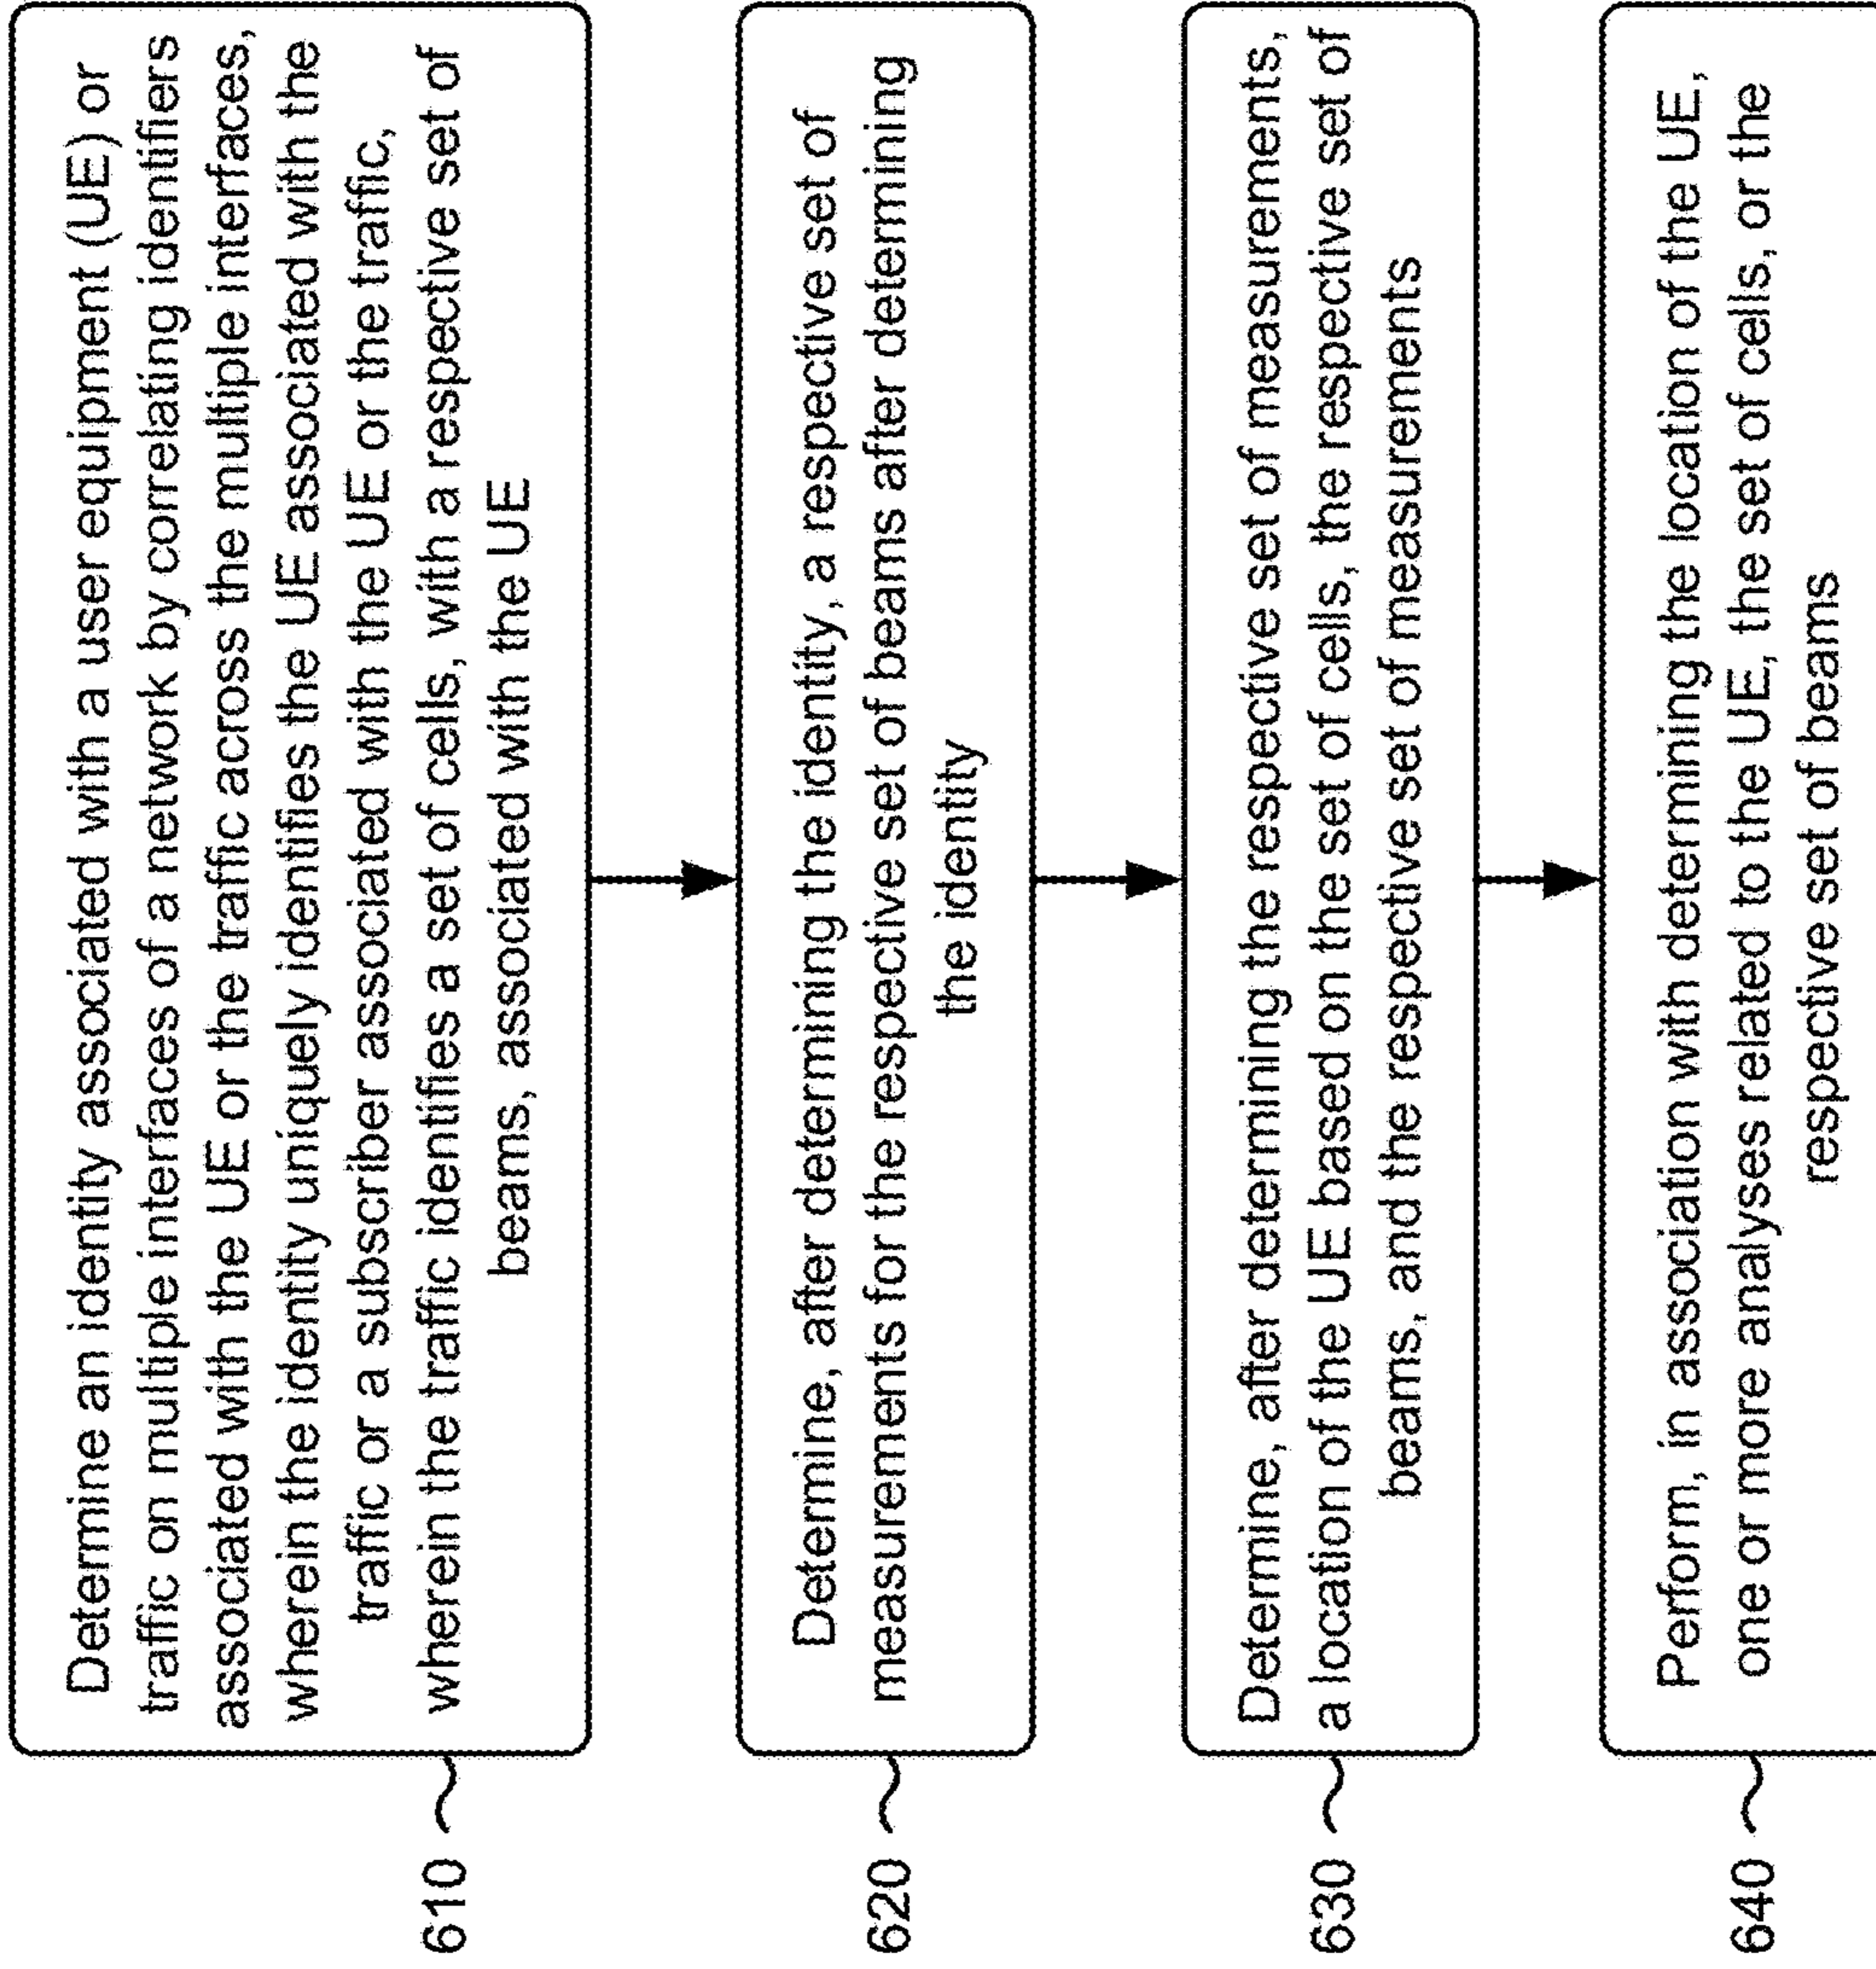 610
Determine an identity associated with a user equipment (UE) or
traffic on multiple interfaces of a network by correlating identifiers
associated with the UE or the traffic across the multiple interfaces,
wherein the identity uniquely identifies the UE associated with the
traffic or a subscriber associated with the UE or the traffic,
wherein the traffic identifies a set of cells, with a respective set of
beams, associated with the UE
620
Determine, after determining the identity, a respective set of
measurements for the respective set of beams after determining
the identity
630
Determine, after determining the respective set of measurements,
a location of the UE based on the set of cells, the respective set of
beams, and the respective set of measurements
640
Perform, in association with determining the location of the UE,
one or more analyses related to the UE, the set of cells, or the
respective set of beams